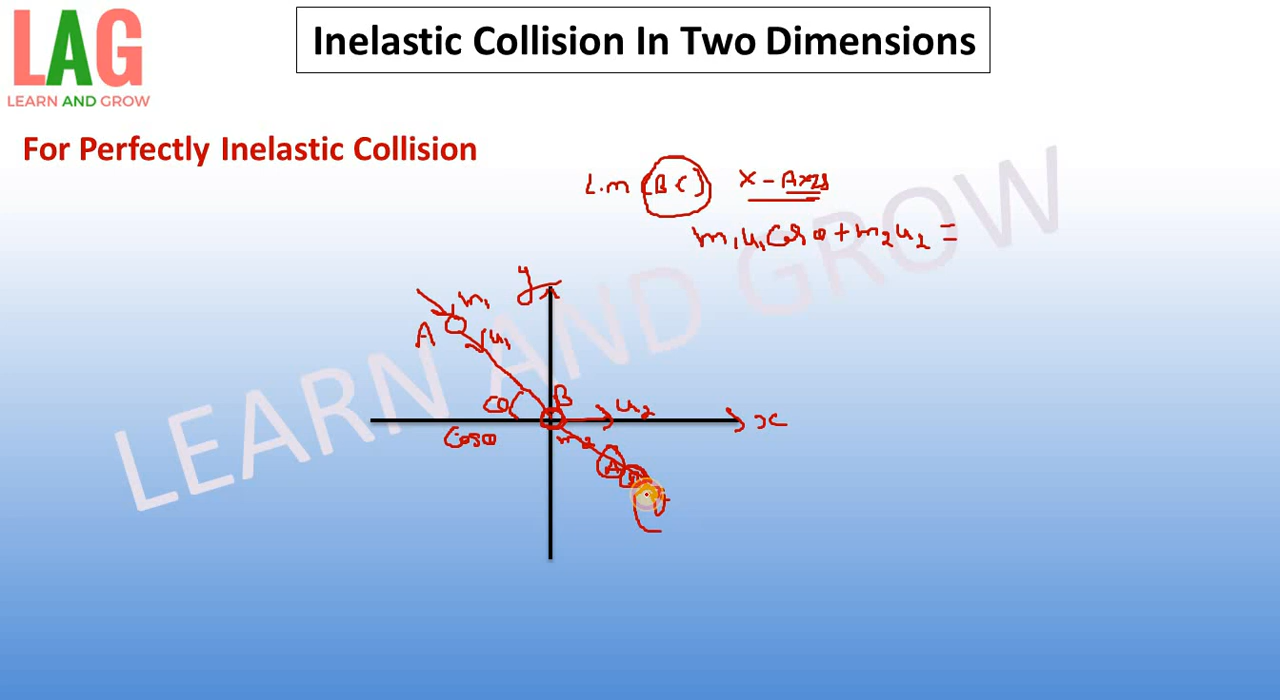 LAG
LEARN AND GROW
Inelastic Collision In Two Dimensions
For Perfectly Inelastic Collision
L.m (BC) X-Axis
m₁u₁Cosθ+m₂u₂=
LEARN AND GROW
y
m₁
A
u₁
B
θ
u₂
x
Cosθ
A